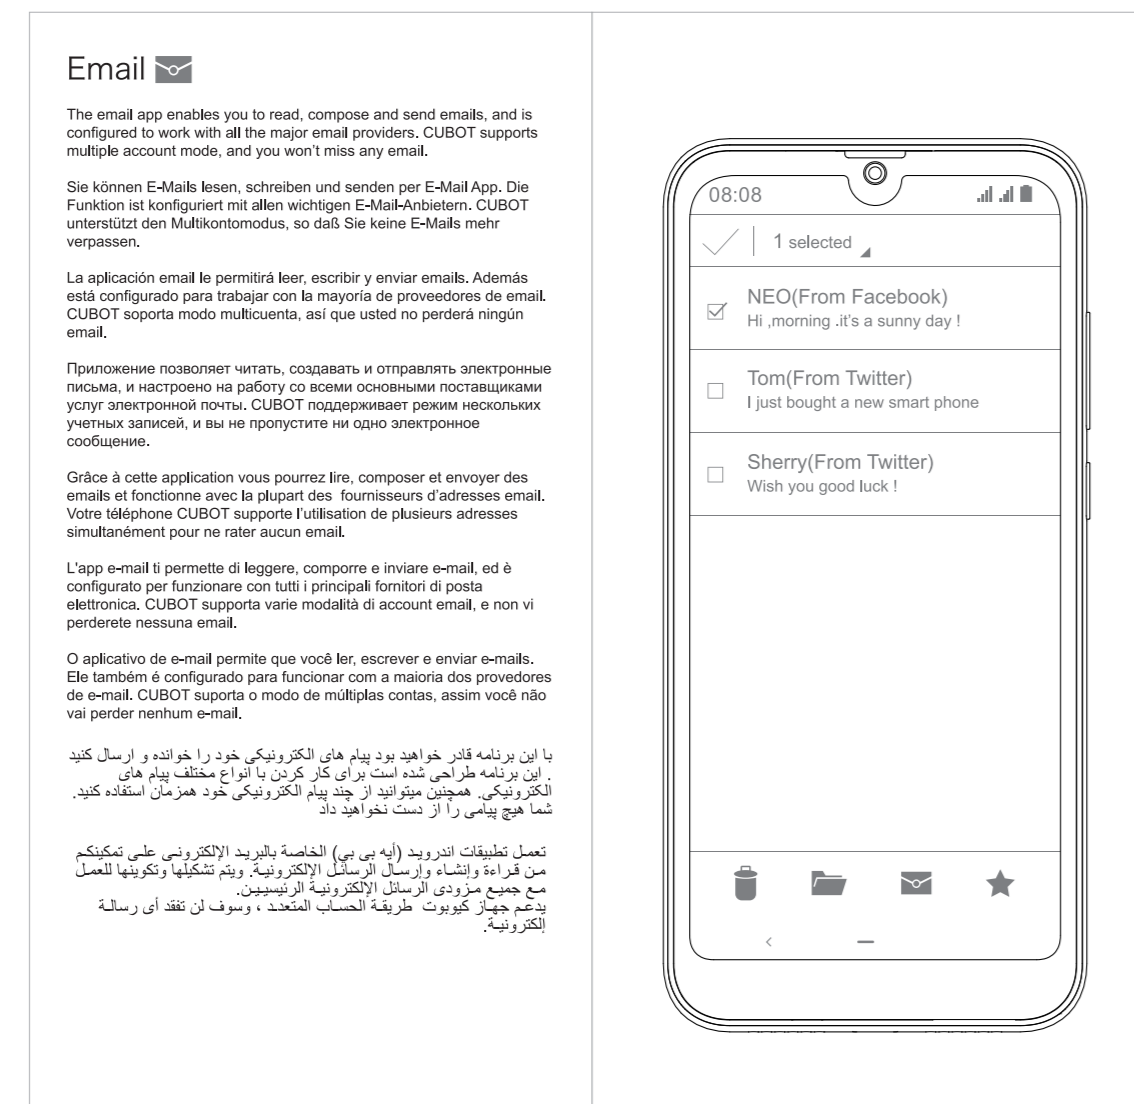 Email
The email app enables you to read, compose and send emails, and is
configured to work with all the major email providers. CUBOT supports
multiple account mode, and you won't miss any email.
Sie können E-Mails lesen, schreiben und senden per E-Mail App. Die
Funktion ist konfiguriert mit allen wichtigen E-Mail-Anbietern. CUBOT
unterstützt den Multikontomodus, so daß Sie keine E-Mails mehr
verpassen.
La aplicación email le permitirá leer, escribir y enviar emails. Además
está configurado para trabajar con la mayoría de proveedores de email.
CUBOT soporta modo multicuenta, así que usted no perderá ningún
email.
Приложение позволяет читать, создавать и отправлять электронные
письма, и настроено на работу со всеми основными поставщиками
услуг электронной почты. CUBOT поддерживает режим нескольких
учетных записей, и вы не пропустите ни одно электронное
сообщение.
Grâce à cette application vous pourrez lire, composer et envoyer des
emails et fonctionne avec la plupart des  fournisseurs d'adresses email.
Votre téléphone CUBOT supporte l'utilisation de plusieurs adresses
simultanément pour ne rater aucun email.
L'app e-mail ti permette di leggere, comporre e inviare e-mail, ed è
configurato per funzionare con tutti i principali fornitori di posta
elettronica. CUBOT supporta varie modalità di account email, e non vi
perderete nessuna email.
O aplicativo de e-mail permite que você ler, escrever e enviar e-mails.
Ele também é configurado para funcionar com a maioria dos provedores
de e-mail. CUBOT suporta o modo de múltiplas contas, assim você não
vai perder nenhum e-mail.
با این برنامه قادر خواهید بود پیام های الکترونیکی خود را خوانده و ارسال کنید
. این برنامه طراحی شده است برای کار کردن با انواع مختلف پیام های
الکترونیکی. همچنین میتوانید از چند پیام الکترونیکی خود همزمان استفاده کنید.
شما هیچ پیامی را از دست نخواهید داد
تعمل تطبيقات اندرويد (أيه بى بي) الخاصة بالبريد الإلكترونى على تمكينكم
من قراءة وإنشاء وإرسال الرسائل الإلكترونية. ويتم تشكيلها وتكوينها للعمل
مع جميع مزودى الرسائل الإلكترونية الرئيسيين.
يدعم جهاز كيوبوت  طريقة الحساب المتعدد ، وسوف لن تفقد أى رسالة
إلكترونية.
08:08
1 selected
NEO(From Facebook)
Hi ,morning .it's a sunny day !
Tom(From Twitter)
I just bought a new smart phone
Sherry(From Twitter)
Wish you good luck !